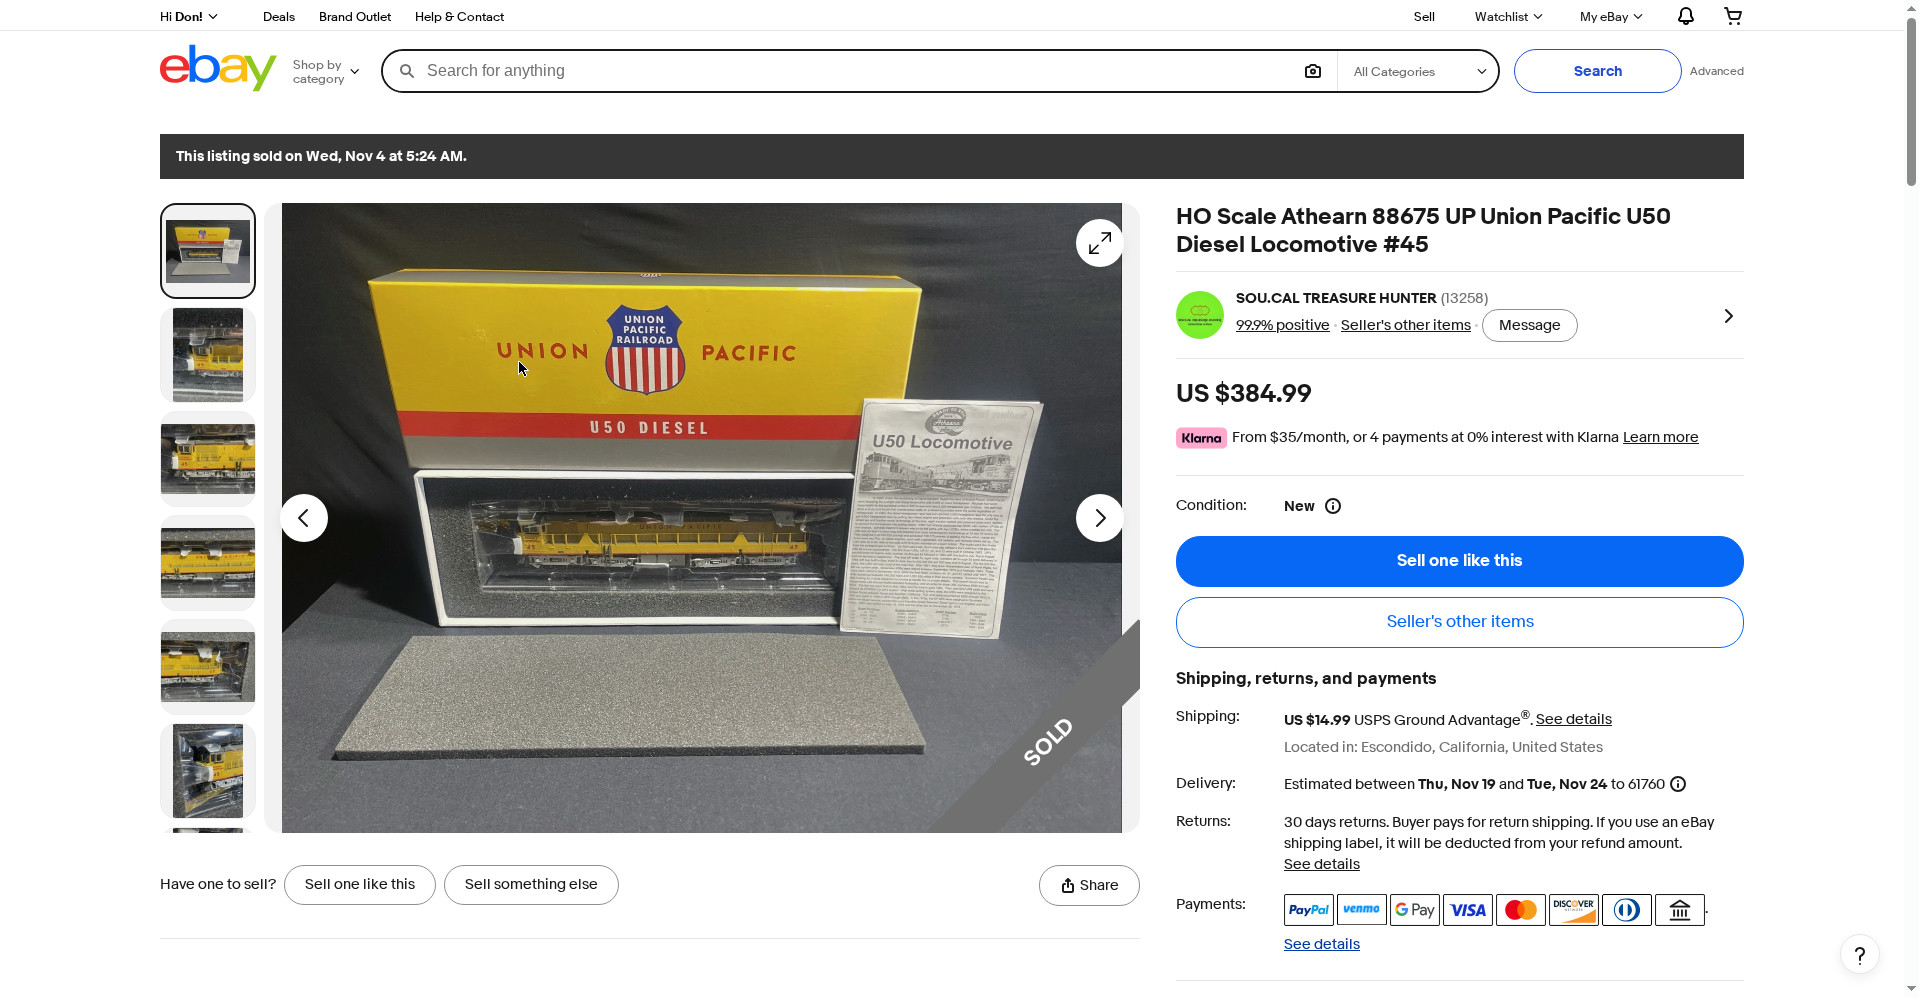 Hi Don!
Deals
Brand Outlet
Help & Contact
Sell
Watchlist
My eBay
ebay
Shop by
category
Search for anything
All Categories
Search
Advanced
This listing sold on Wed, Nov 4 at 5:24 AM.
UNION
PACIFIC
RAILROAD
UNION PACIFIC
U50 DIESEL
U50 Locomotive
UNION PACIFIC
45
45
SOLD
Have one to sell?
Sell one like this
Sell something else
Share
HO Scale Athearn 88675 UP Union Pacific U50
Diesel Locomotive #45
SOU.CAL TREASURE HUNTER (13258)
99.9% positive · Seller's other items · Message
US $384.99
Klarna From $35/month, or 4 payments at 0% interest with Klarna Learn more
Condition: New
Sell one like this
Seller's other items
Shipping, returns, and payments
Shipping: US $14.99 USPS Ground Advantage®. See details
Located in: Escondido, California, United States
Delivery: Estimated between Thu, Nov 19 and Tue, Nov 24 to 61760
Returns: 30 days returns. Buyer pays for return shipping. If you use an eBay
shipping label, it will be deducted from your refund amount.
See details
Payments: PayPal venmo G Pay VISA DISCOVER .
See details
?